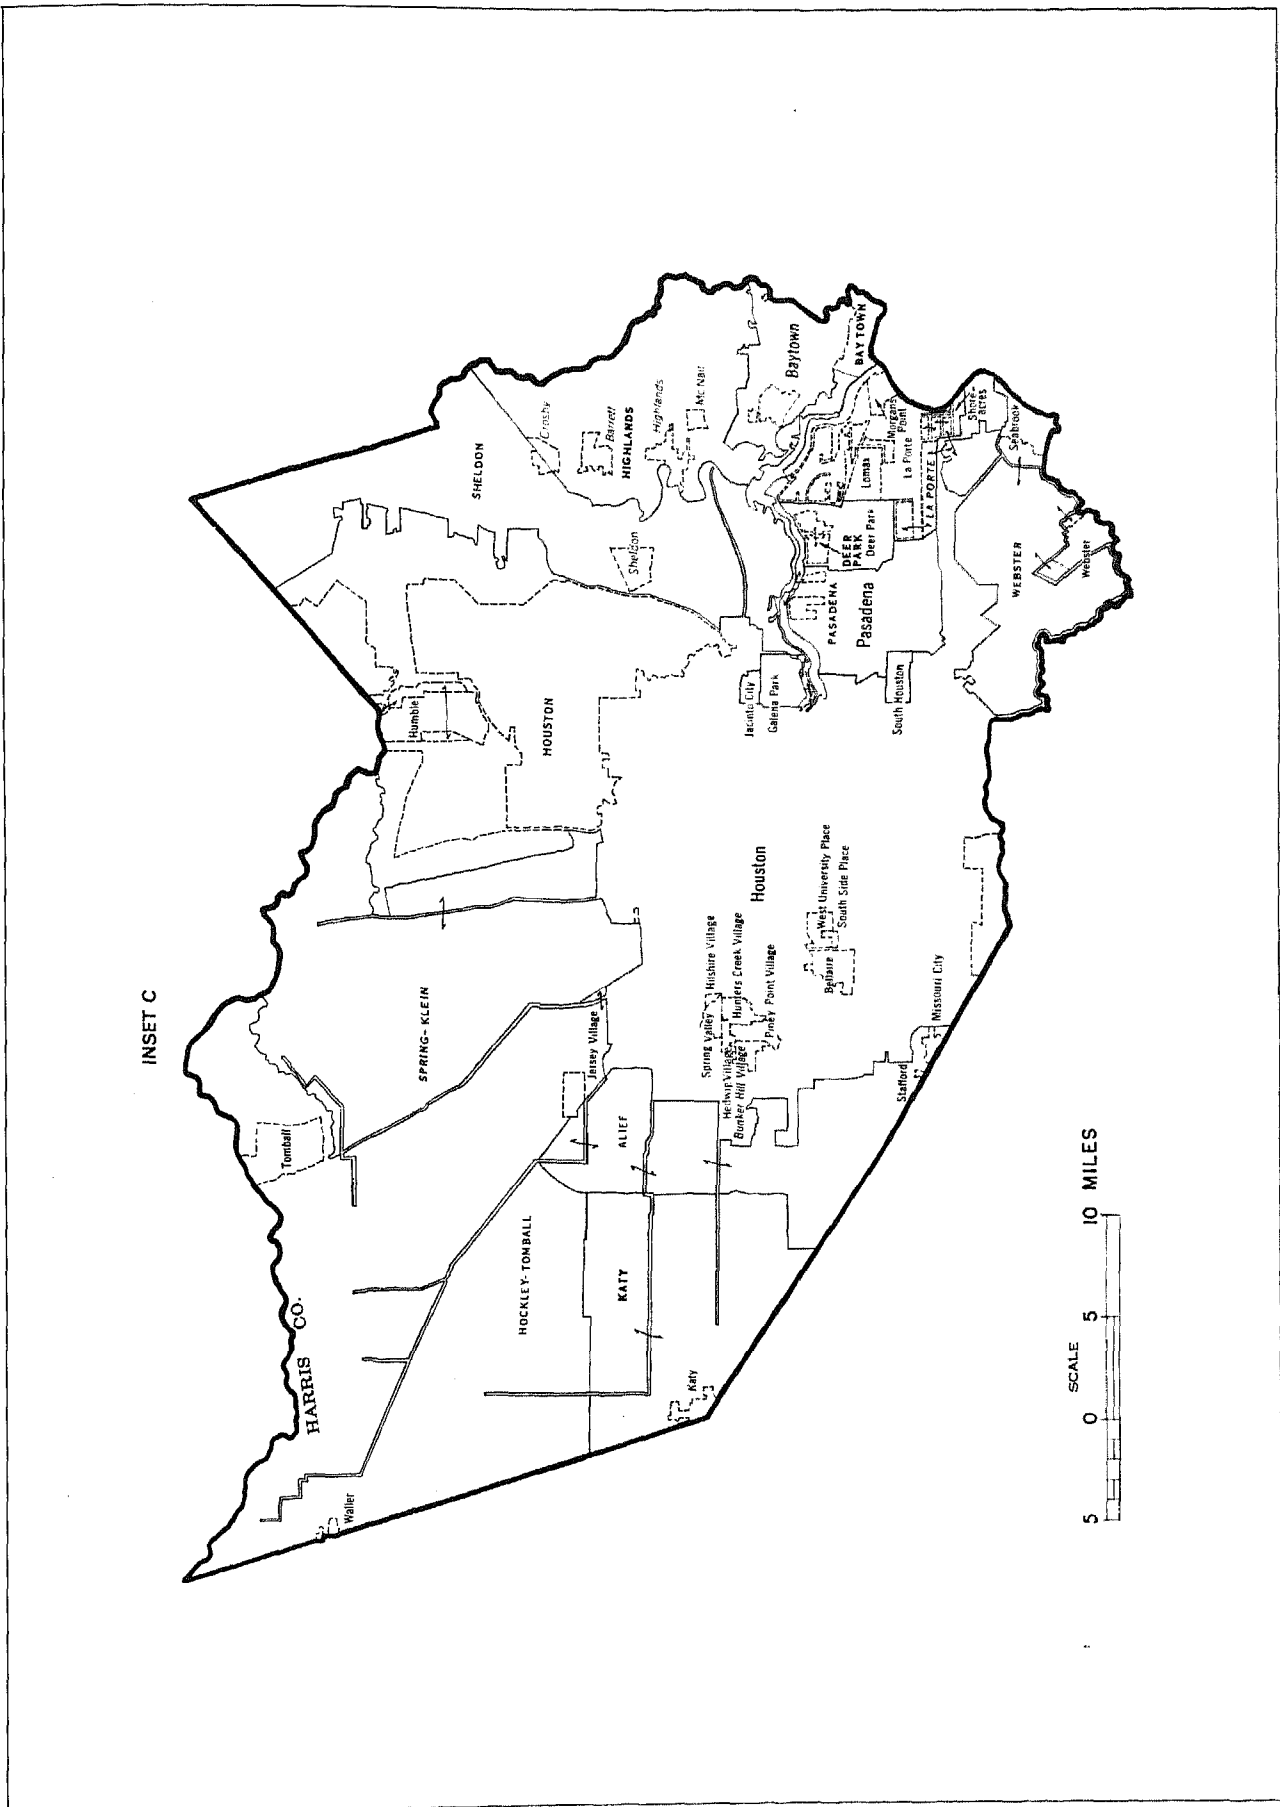 INSET C
HARRIS CO.
Waller
Tomball
SPRING-KLEIN
HOCKLEY-TOMBALL
KATY
Katy
ALIEF
Jersey Village
Humble
HOUSTON
SHELDON
Crosby
Barrett
HIGHLANDS
Highlands
Mc Nair
Sheldon
Baytown
BAYTOWN
Jacinto City
Galena Park
PASADENA
Pasadena
DEER
PARK
Deer Park
Lomax
Morgans
Point
La Porte
LA PORTE
Shore-
acres
Seabrook
WEBSTER
Webster
South Houston
Houston
Spring Valley
Hilshire Village
Hedwig Village
Hunters Creek Village
Bunker Hill Village
Piney Point Village
West University Place
Bellaire
South Side Place
Missouri City
Stafford
SCALE
5 0 5 10 MILES